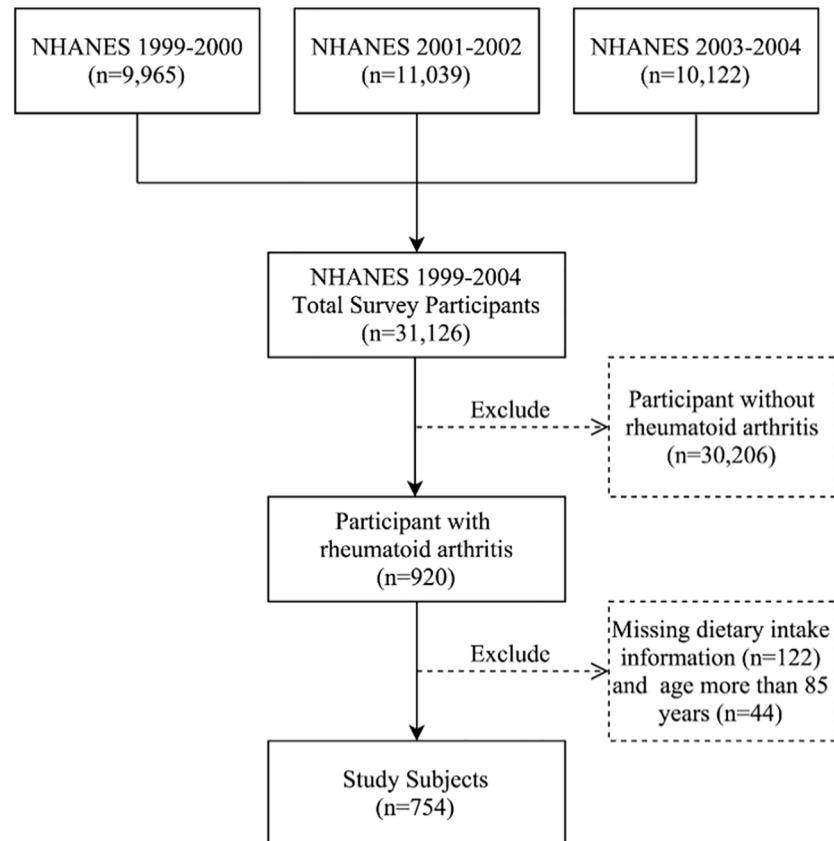 NHANES 1999-2000
(n=9,965)
NHANES 2001-2002
(n=11,039)
NHANES 2003-2004
(n=10,122)
NHANES 1999-2004
Total Survey Participants
(n=31,126)
Exclude
Participant without
rheumatoid arthritis
(n=30,206)
Participant with
rheumatoid arthritis
(n=920)
Exclude
Missing dietary intake
information (n=122)
and age more than 85
years (n=44)
Study Subjects
(n=754)